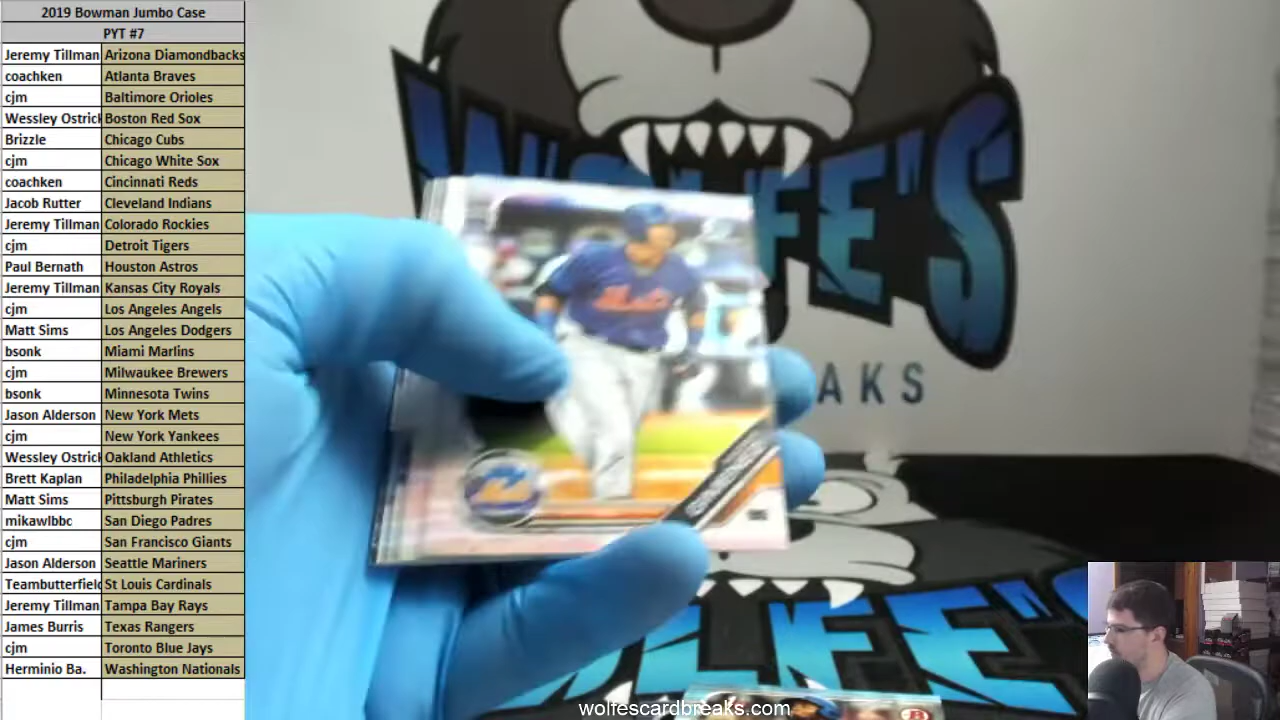 2019 Bowman Jumbo Case
PYT #7
Jeremy Tillman Arizona Diamondbacks
coachken Atlanta Braves
cjm Baltimore Orioles
Wessley Ostrick Boston Red Sox
Brizzle Chicago Cubs
cjm Chicago White Sox
coachken Cincinnati Reds
Jacob Rutter Cleveland Indians
Jeremy Tillman Colorado Rockies
cjm Detroit Tigers
Paul Bernath Houston Astros
Jeremy Tillman Kansas City Royals
cjm Los Angeles Angels
Matt Sims Los Angeles Dodgers
bsonk Miami Marlins
cjm Milwaukee Brewers
bsonk Minnesota Twins
Jason Alderson New York Mets
cjm New York Yankees
Wessley Ostrick Oakland Athletics
Brett Kaplan Philadelphia Phillies
Matt Sims Pittsburgh Pirates
mikawlbbc San Diego Padres
cjm San Francisco Giants
Jason Alderson Seattle Mariners
Teambutterfield St Louis Cardinals
Jeremy Tillman Tampa Bay Rays
James Burris Texas Rangers
cjm Toronto Blue Jays
Herminio Ba. Washington Nationals
WOLFE'S
AKS
Mets
WOLFE'S
wolfescardbreaks.com